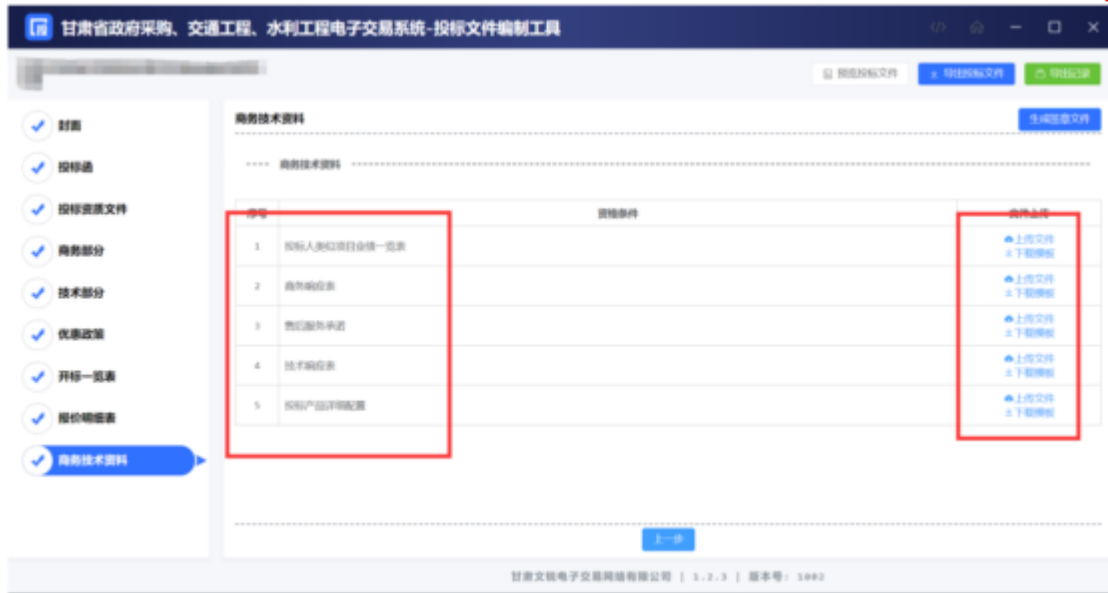 甘肃省政府采购、交通工程、水利工程电子交易系统-投标文件编制工具
预览投标文件
导出投标文件
导出记录
封面
商务技术资料
生成签章文件
投标函
商务技术资料
投标资质文件
序号 资格条件 文件上传
商务部分
1 投标人类似项目业绩一览表 上传文件
下载模板
技术部分
2 商务响应表 上传文件
下载模板
优惠政策
3 售后服务承诺 上传文件
下载模板
开标一览表
4 技术响应表 上传文件
下载模板
报价明细表
5 投标产品详细配置 上传文件
下载模板
商务技术资料
上一步
甘肃文锐电子交易网络有限公司 | 1.2.3 | 版本号: 1002